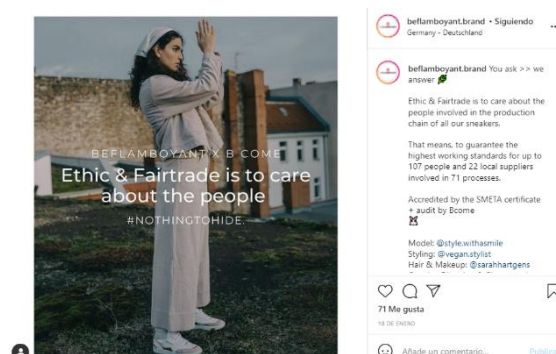 BEFLAMBOYANT X B COME
Ethic & Fairtrade is to care
about the people
#NOTHINGTOHIDE.
beflamboyant.brand • Siguiendo
Germany - Deutschland
beflamboyant.brand You ask >> we
answer
Ethic & Fairtrade is to care about the
people involved in the production
chain of all our sneakers.
That means, to guarantee the
highest working standards for up to
107 people and 22 local suppliers
involved in 71 processes.
Accredited by the SMETA certificate
+ audit by Bcome
Model: @style.withasmile
Styling: @vegan.stylist
Hair & Makeup: @sarahhartgens
71 Me gusta
18 DE ENERO
Añade un comentario...